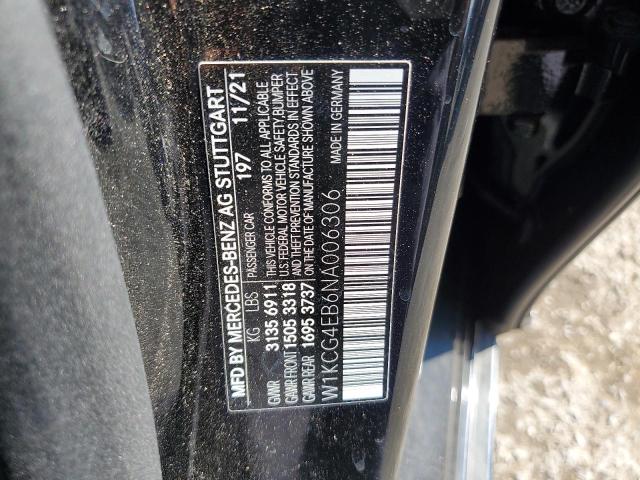 MFD BY MERCEDES-BENZ AG STUTTGART
KG LBS PASSENGER CAR 197 11/21
GVWR 3135 6911 THIS VEHICLE CONFORMS TO ALL APPLICABLE
GAWR FRONT 1505 3318 U.S. FEDERAL MOTOR VEHICLE SAFETY, BUMPER
GAWR REAR 1695 3737 AND THEFT PREVENTION STANDARDS IN EFFECT
ON THE DATE OF MANUFACTURE SHOWN ABOVE
W1KCG4EB6NA006306 MADE IN GERMANY